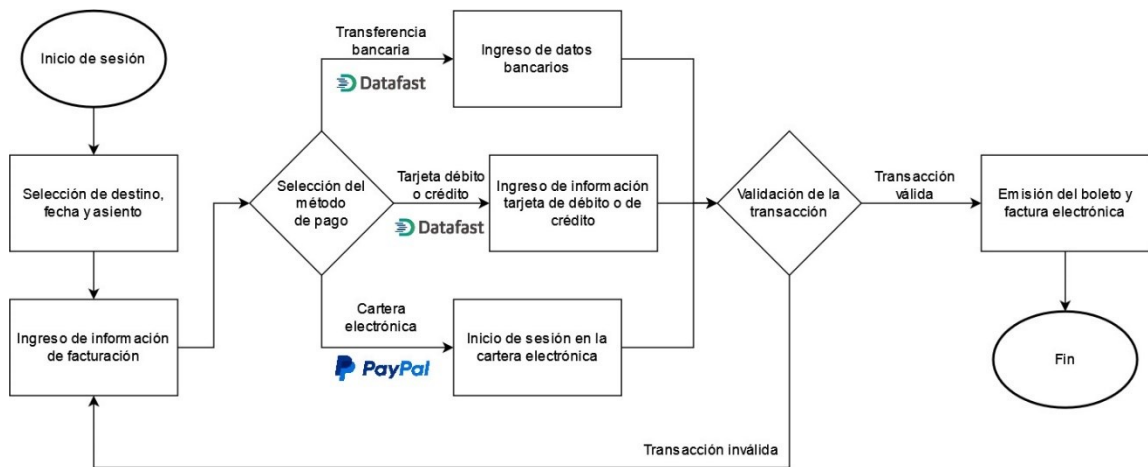 Inicio de sesión
Selección de destino,
fecha y asiento
Ingreso de información
de facturación
Selección del
método
de pago
Transferencia
bancaria
Datafast
Ingreso de datos
bancarios
Tarjeta débito
o crédito
Datafast
Ingreso de información
tarjeta de débito o de
crédito
Cartera
electrónica
PayPal
Inicio de sesión en la
cartera electrónica
Validación de la
transacción
Transacción
válida
Emisión del boleto y
factura electrónica
Fin
Transacción inválida